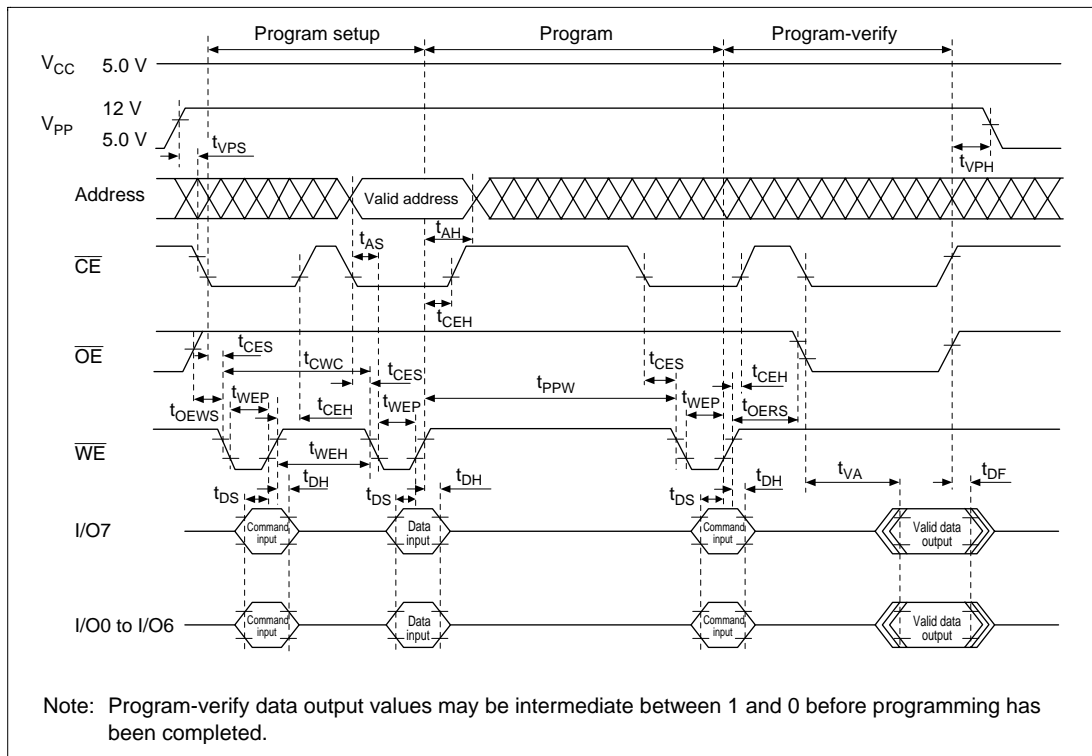 Program setup Program Program-verify
VCC 5.0 V
12 V
VPP
5.0 V
tVPS
tVPH
Address Valid address
tAH
tAS
CE
tCEH
OE
tCES tCWC tCES tCES tCEH
tOEWS tWEP tCEH tWEP tPPW tWEP tOERS
WE
tWEH tVA
tDS tDH tDS tDH tDS tDH tDF
I/O7 Command input Data input Command input Valid data output
I/O0 to I/O6 Command input Data input Command input Valid data output
Note: Program-verify data output values may be intermediate between 1 and 0 before programming has
been completed.